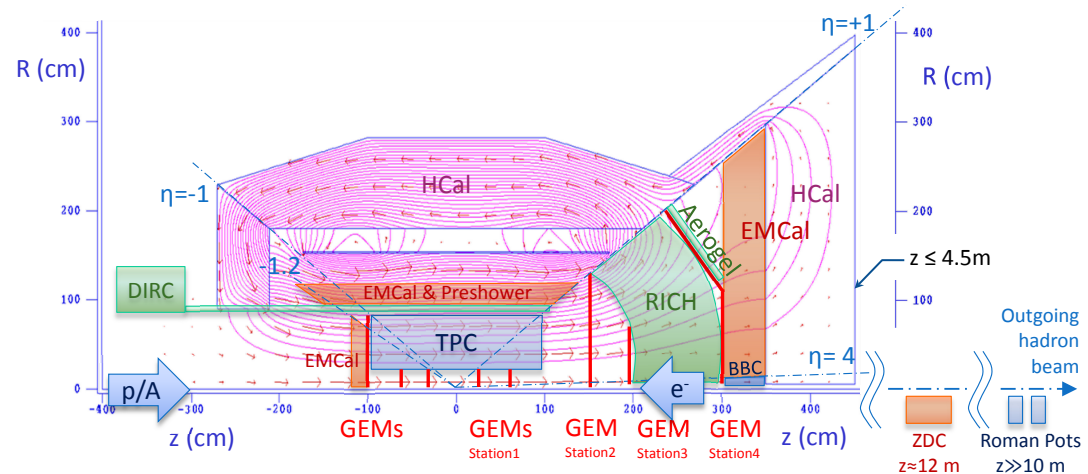 η=+1
400
400
R (cm)
R (cm)
300
300
HCal
η=-1
HCal
200
200
Aerogel
EMCal
z ≤ 4.5m
-1.2
DIRC
EMCal & Preshower
RICH
100
100
TPC
Outgoing
hadron
beam
EMCal
η= 4
BBC
0
0
p/A
e-
-400
-300
-200
-100
0
100
200
300
400
z (cm)
GEMs
GEMs
Station1
GEM
Station2
GEM
Station3
GEM
Station4
z (cm)
ZDC
z≈12 m
Roman Pots
z≫10 m